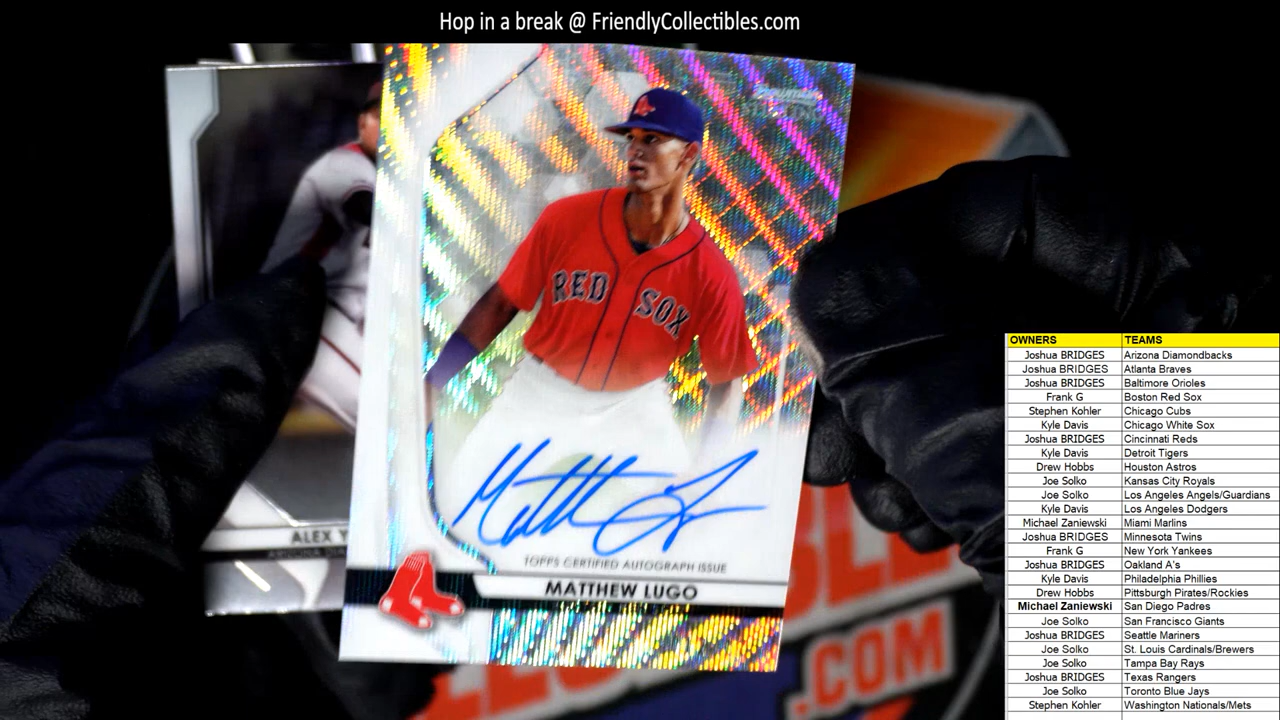 Hop in a break @ FriendlyCollectibles.com
RED SOX
Matthew Lugo
TOPPS CERTIFIED AUTOGRAPH ISSUE
MATTHEW LUGO
ALEX Y
.COM
OWNERS TEAMS
Joshua BRIDGES Arizona Diamondbacks
Joshua BRIDGES Atlanta Braves
Joshua BRIDGES Baltimore Orioles
Frank G Boston Red Sox
Stephen Kohler Chicago Cubs
Kyle Davis Chicago White Sox
Joshua BRIDGES Cincinnati Reds
Kyle Davis Detroit Tigers
Drew Hobbs Houston Astros
Joe Solko Kansas City Royals
Joe Solko Los Angeles Angels/Guardians
Kyle Davis Los Angeles Dodgers
Michael Zaniewski Miami Marlins
Joshua BRIDGES Minnesota Twins
Frank G New York Yankees
Joshua BRIDGES Oakland A's
Kyle Davis Philadelphia Phillies
Drew Hobbs Pittsburgh Pirates/Rockies
Michael Zaniewski San Diego Padres
Joe Solko San Francisco Giants
Joshua BRIDGES Seattle Mariners
Joe Solko St. Louis Cardinals/Brewers
Joe Solko Tampa Bay Rays
Joshua BRIDGES Texas Rangers
Joe Solko Toronto Blue Jays
Stephen Kohler Washington Nationals/Mets